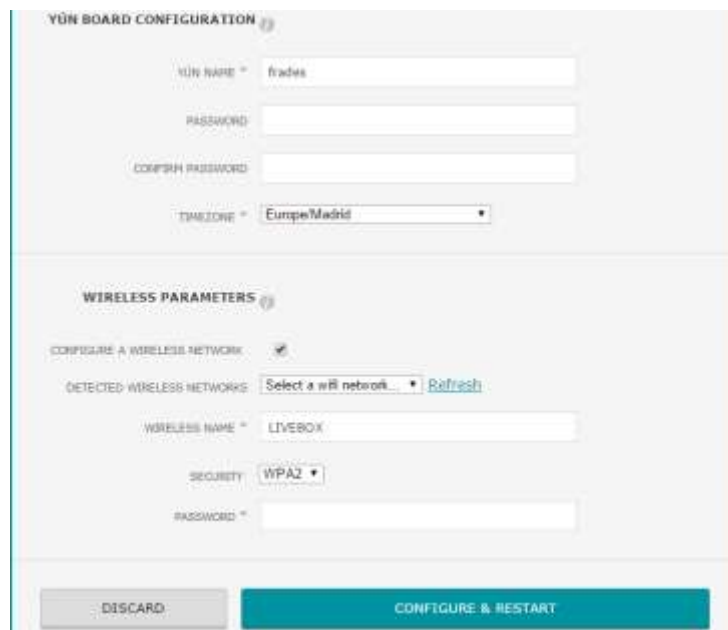 YÚN BOARD CONFIGURATION
YÚN NAME * frades
PASSWORD
CONFIRM PASSWORD
TIMEZONE * Europe/Madrid
WIRELESS PARAMETERS
CONFIGURE A WIRELESS NETWORK
DETECTED WIRELESS NETWORKS Select a wifi network... Refresh
WIRELESS NAME * LIVEBOX
SECURITY WPA2
PASSWORD *
DISCARD CONFIGURE & RESTART